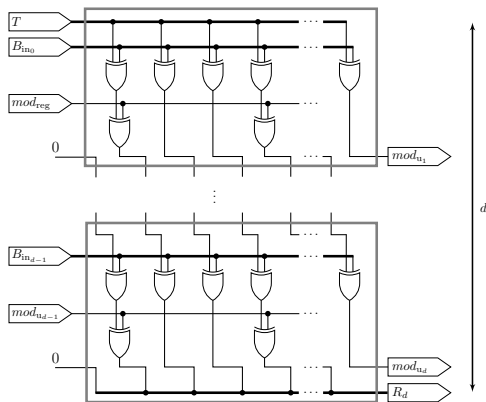 T
B_{in_0}
mod_{reg}
0
mod_{u_1}
d
B_{in_{d-1}}
mod_{u_{d-1}}
0
mod_{u_d}
R_d